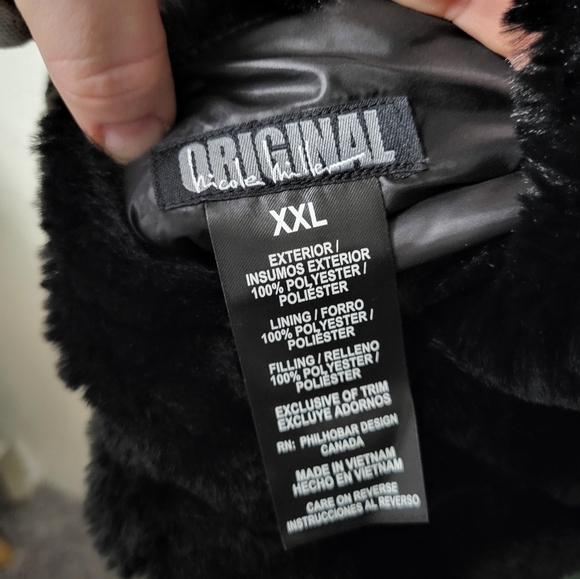 ORIGINAL
Nicole Miller
XXL
EXTERIOR /
INSUMOS EXTERIOR
100% POLYESTER /
POLIÉSTER
LINING / FORRO
100% POLYESTER /
POLIÉSTER
FILLING / RELLENO
100% POLYESTER /
POLIÉSTER
EXCLUSIVE OF TRIM
EXCLUYE ADORNOS
RN: PHILHOBAR DESIGN
CANADA
MADE IN VIETNAM
HECHO EN VIETNAM
CARE ON REVERSE
INSTRUCCIONES AL REVERSO